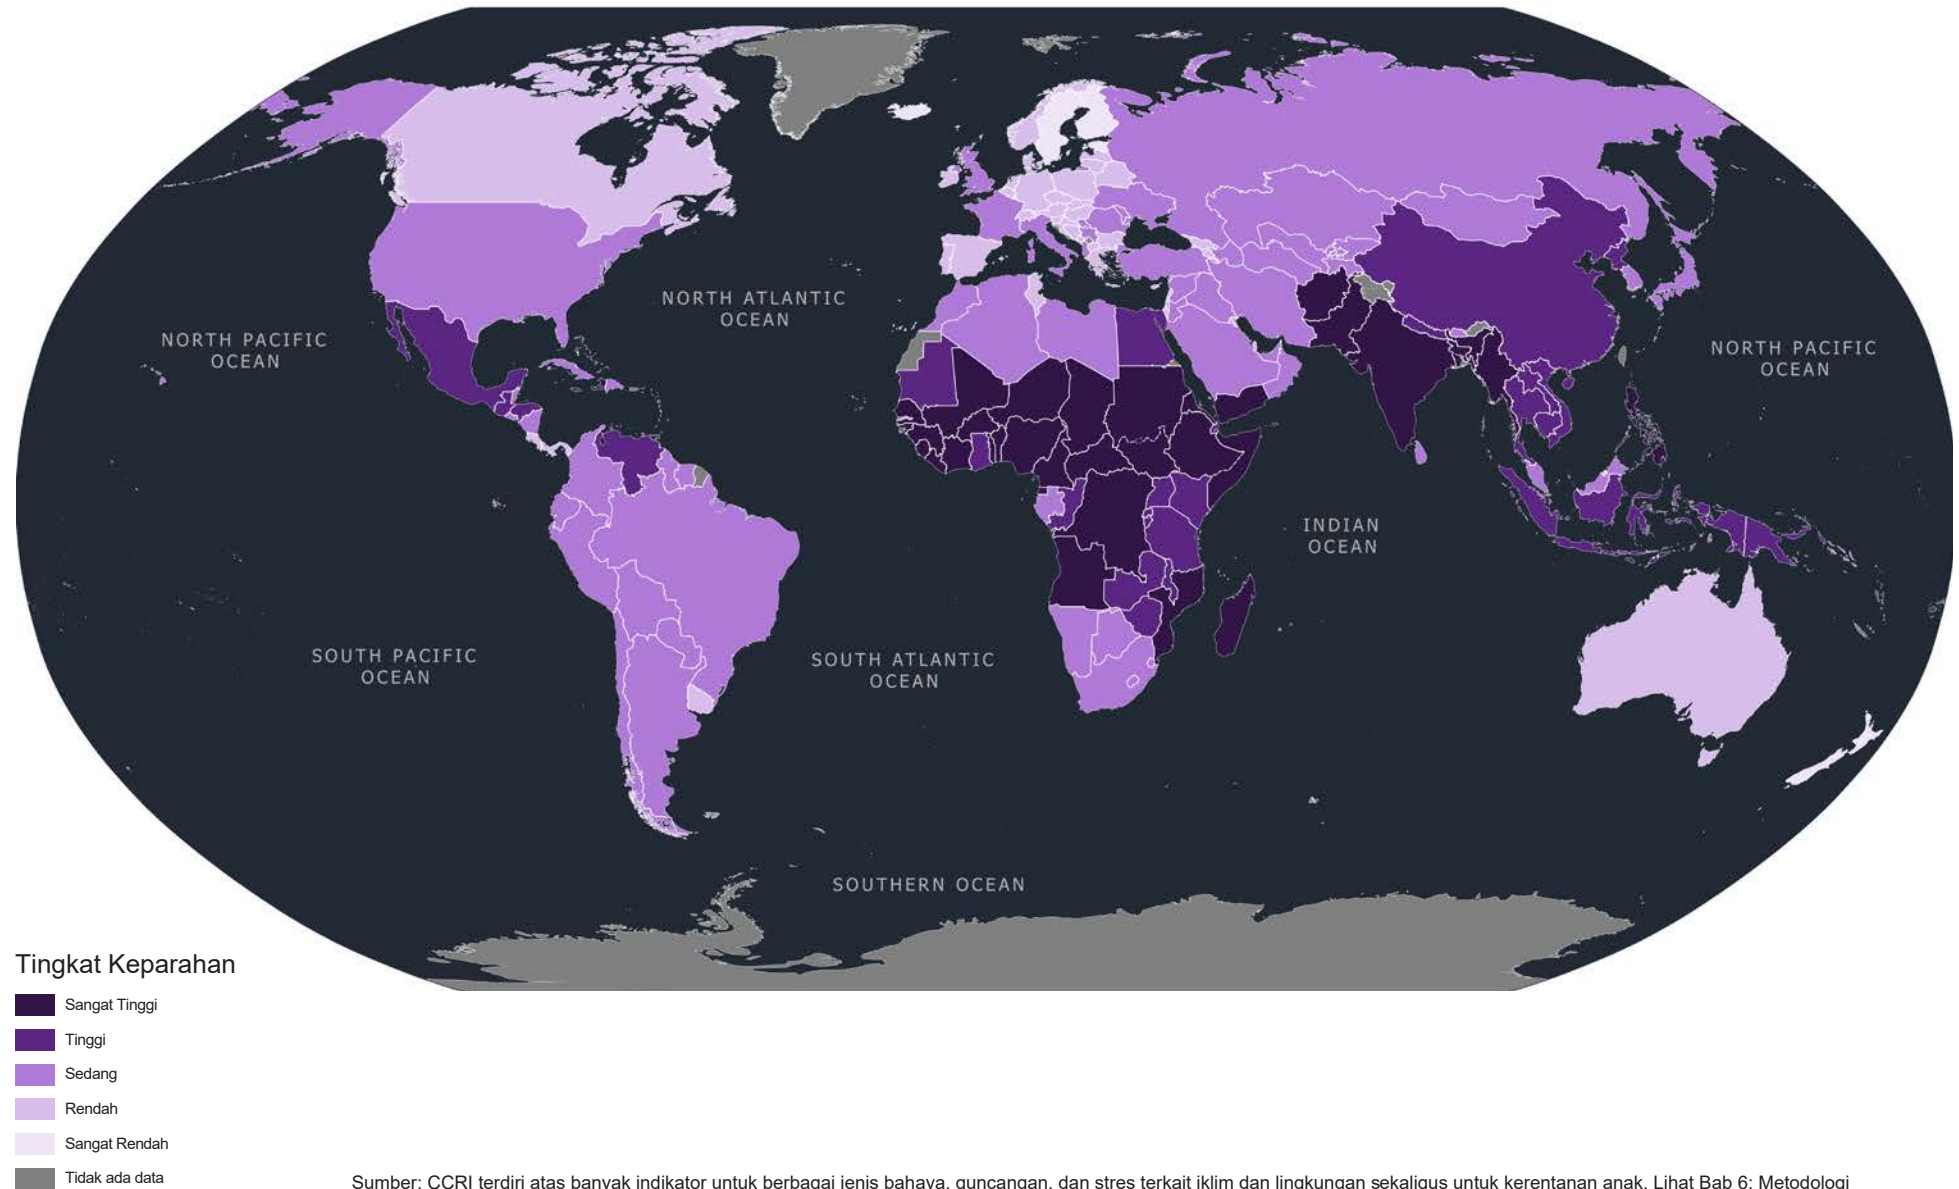 NORTH ATLANTIC
OCEAN
NORTH PACIFIC
OCEAN
NORTH PACIFIC
OCEAN
INDIAN
OCEAN
SOUTH PACIFIC
OCEAN
SOUTH ATLANTIC
OCEAN
SOUTHERN OCEAN
Tingkat Keparahan
Sangat Tinggi
Tinggi
Sedang
Rendah
Sangat Rendah
Tidak ada data
Sumber: CCRI terdiri atas banyak indikator untuk berbagai jenis bahaya, guncangan, dan stres terkait iklim dan lingkungan sekaligus untuk kerentanan anak. Lihat Bab 6: Metodologi